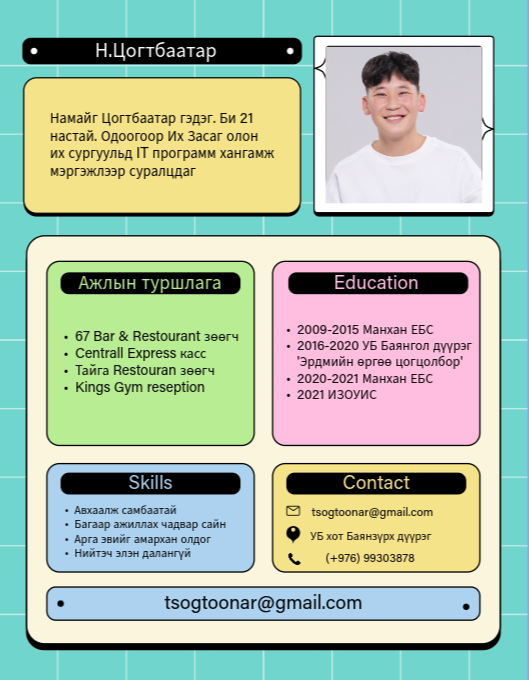 Н.Цогтбаатар
Намайг Цогтбаатар гэдэг. Би 21
настай. Одоогоор Их Засаг олон
их сургуульд IT программ хангамж
мэргэжлээр суралцдаг
Ажлын туршлага
• 67 Bar & Restourant зөөгч
• Centrall Express касс
• Тайга Restouran зөөгч
• Kings Gym reseption
Education
• 2009-2015 Манхан ЕБС
• 2016-2020 УБ Баянгол дүүрэг
'Эрдмийн өргөө цогцолбор'
• 2020-2021 Манхан ЕБС
• 2021 ИЗОУИС
Skills
• Авхаалж самбаатай
• Багаар ажиллах чадвар сайн
• Арга эвийг амархан олдог
• Нийтэч элэн далангүй
Contact
tsogtoonar@gmail.com
УБ хот Баянзүрх дүүрэг
(+976) 99303878
tsogtoonar@gmail.com